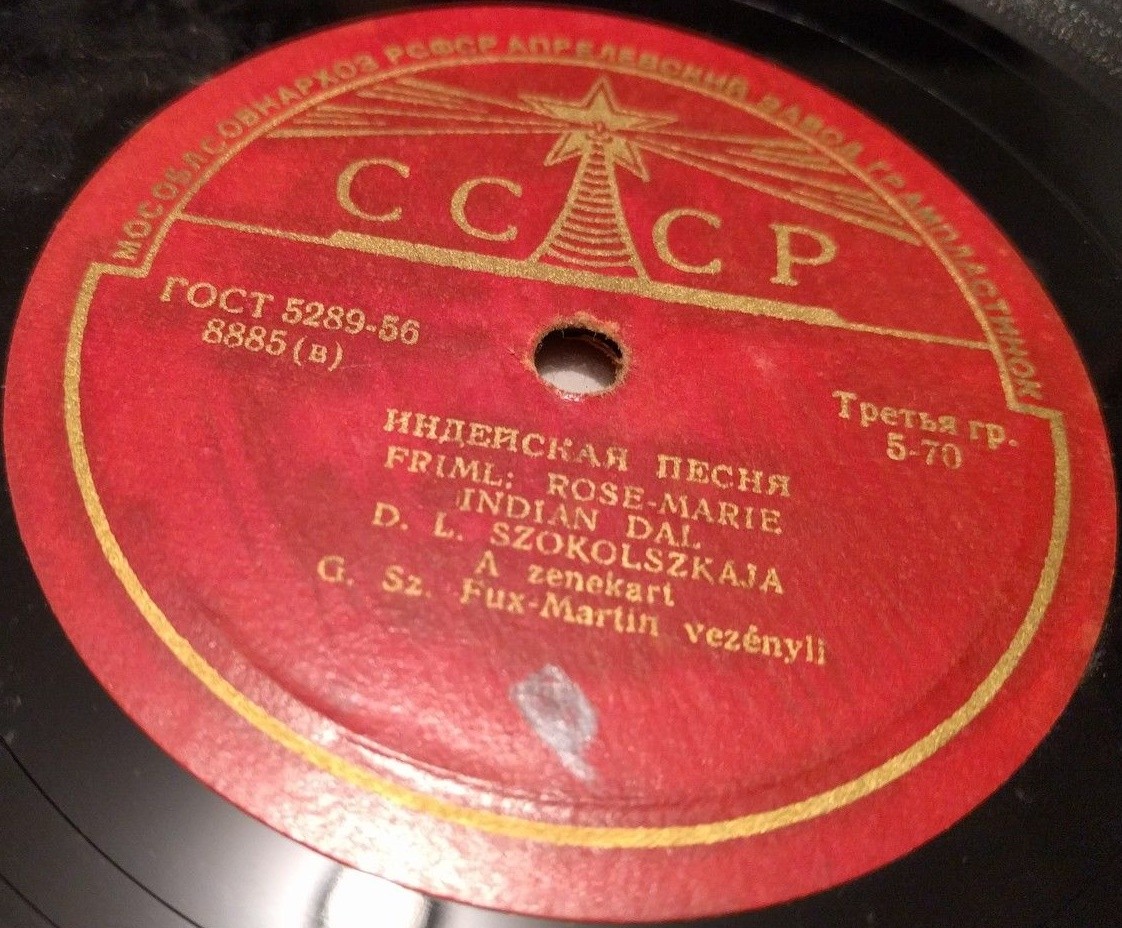 МОСОБЛСОВНАРХОЗ РСФСР АПРЕЛЕВСКИЙ ЗАВОД ГРАМПЛАСТИНОК
СССР
ГОСТ 5289-56
8885 (в)
Третья гр.
5-70
ИНДЕЙСКАЯ ПЕСНЯ
FRIML: ROSE-MARIE
INDIAN DAL
D. L. SZOKOLSZKAJA
A zenekart
G. Sz. Fux-Martin vezényli